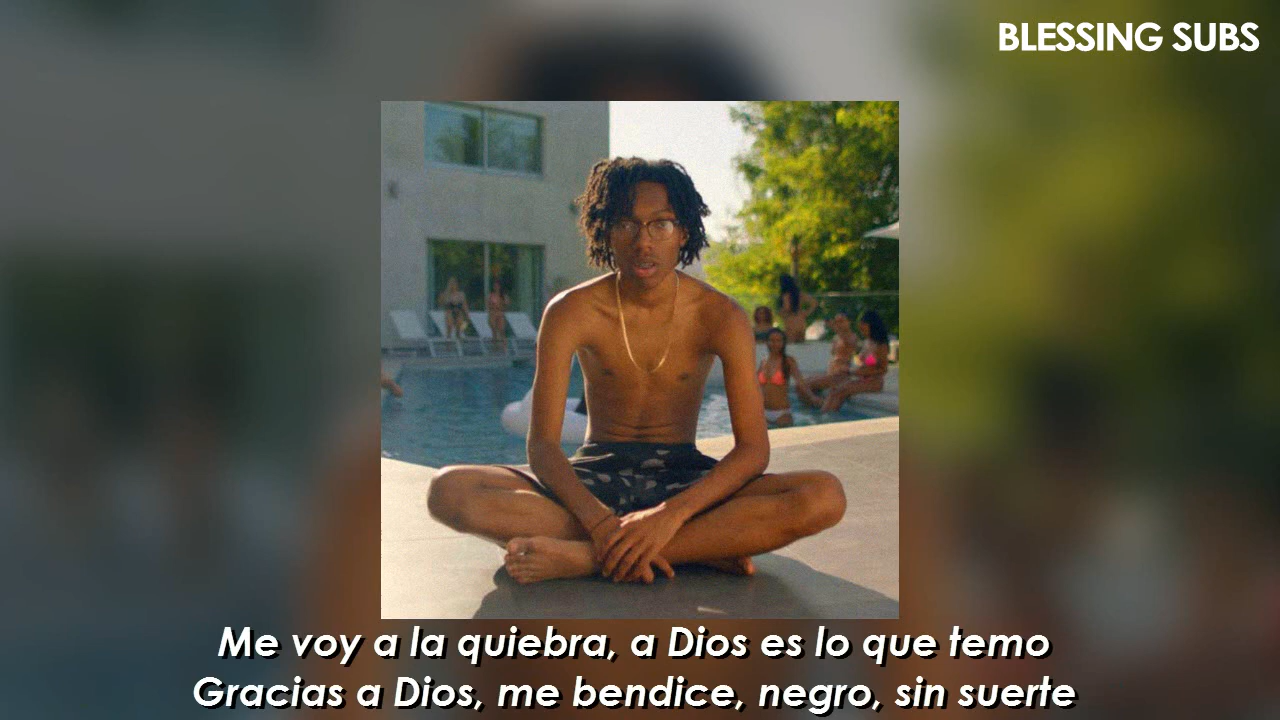 BLESSING SUBS
Me voy a la quiebra, a Dios es lo que temo
Gracias a Dios, me bendice, negro, sin suerte